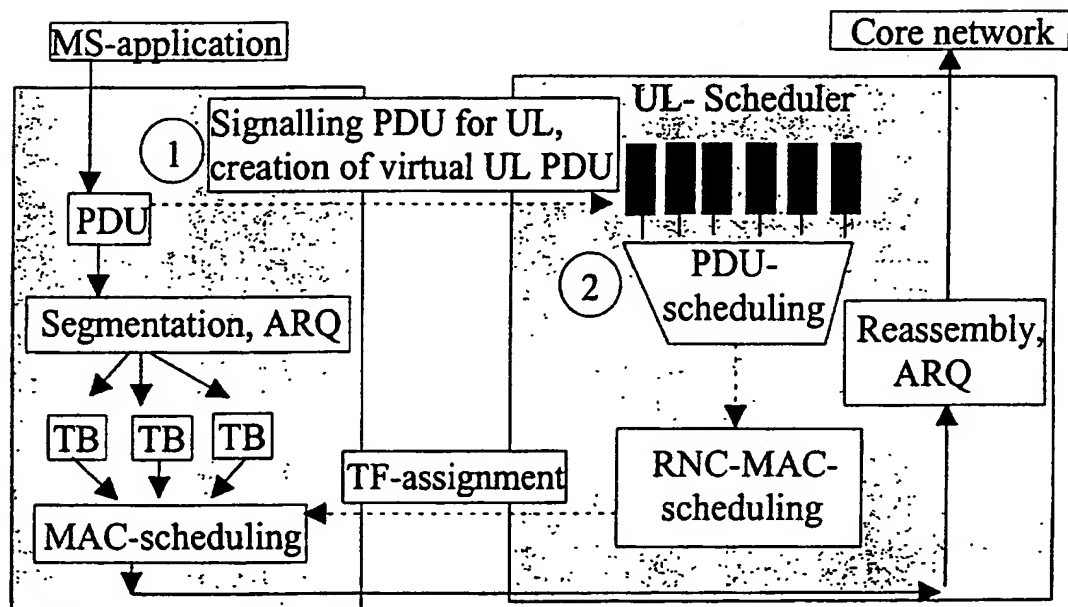 MS-application
Core network
1
Signalling PDU for UL,
creation of virtual UL PDU
UL- Scheduler
PDU
2
PDU-
scheduling
Segmentation, ARQ
Reassembly,
ARQ
TB
TB
TB
TF-assignment
RNC-MAC-
scheduling
MAC-scheduling